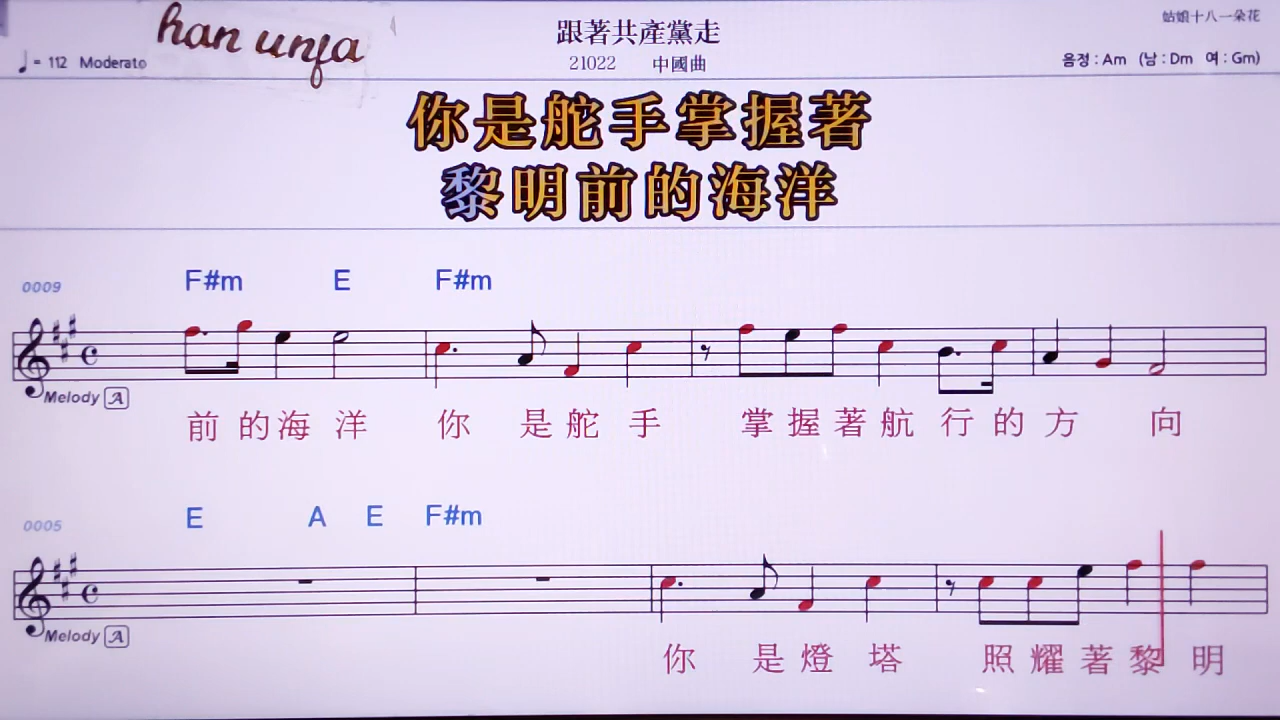 han unfa
跟著共產黨走
姑娘十八一朵花
♩= 112 Moderato
21022 中國曲
음정 : Am (남 : Dm 여 : Gm)
你是舵手掌握著
黎明前的海洋
0009
F#m E F#m
Melody A
前的海洋 你是舵手 掌握著航行的方向
0005
E A E F#m
Melody A
你是燈塔 照耀著黎明